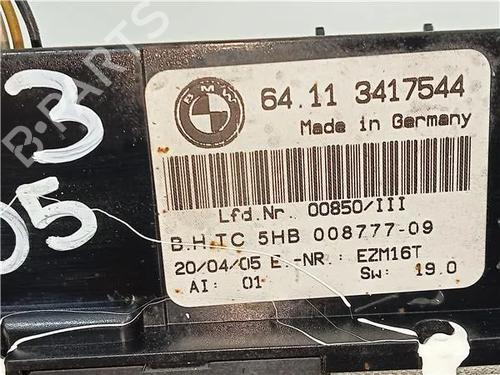 B-PARTS
3
05
BMW
64.11 3417544
Made in Germany
Lfd.Nr. 00850/III
B.H.TC 5HB 008777-09
20/04/05 E.-NR.: EZM16T
AI: 01 Sw: 19.0